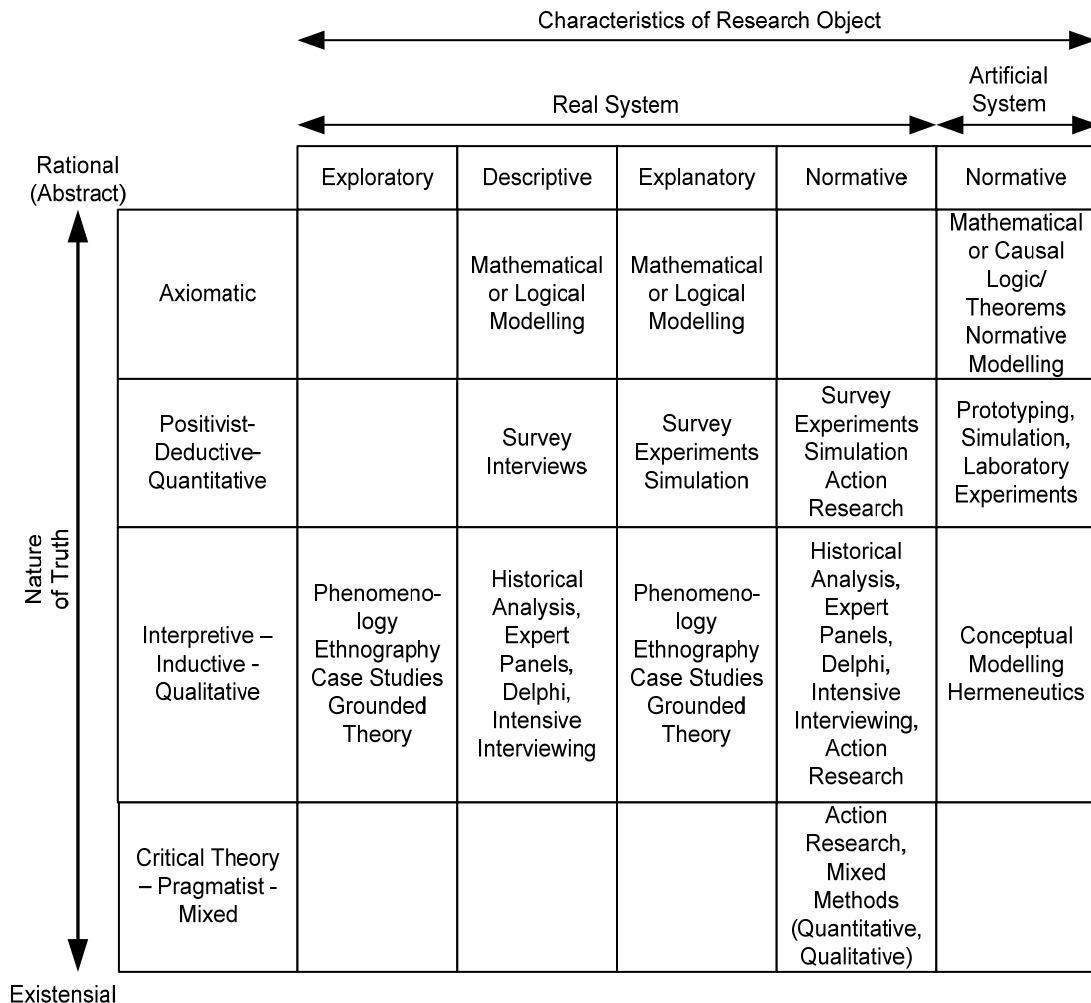 Characteristics of Research Object
Real System
Artificial
System
Rational
(Abstract)
Exploratory
Descriptive
Explanatory
Normative
Normative
Axiomatic
Mathematical
or Logical
Modelling
Mathematical
or Logical
Modelling
Mathematical
or Causal
Logic/
Theorems
Normative
Modelling
Positivist-
Deductive–
Quantitative
Survey
Interviews
Survey
Experiments
Simulation
Survey
Experiments
Simulation
Action
Research
Prototyping,
Simulation,
Laboratory
Experiments
Nature
of Truth
Interpretive –
Inductive -
Qualitative
Phenomeno-
logy
Ethnography
Case Studies
Grounded
Theory
Historical
Analysis,
Expert
Panels,
Delphi,
Intensive
Interviewing
Phenomeno-
logy
Ethnography
Case Studies
Grounded
Theory
Historical
Analysis,
Expert
Panels,
Delphi,
Intensive
Interviewing,
Action
Research
Conceptual
Modelling
Hermeneutics
Critical Theory
– Pragmatist -
Mixed
Action
Research,
Mixed
Methods
(Quantitative,
Qualitative)
Existensial